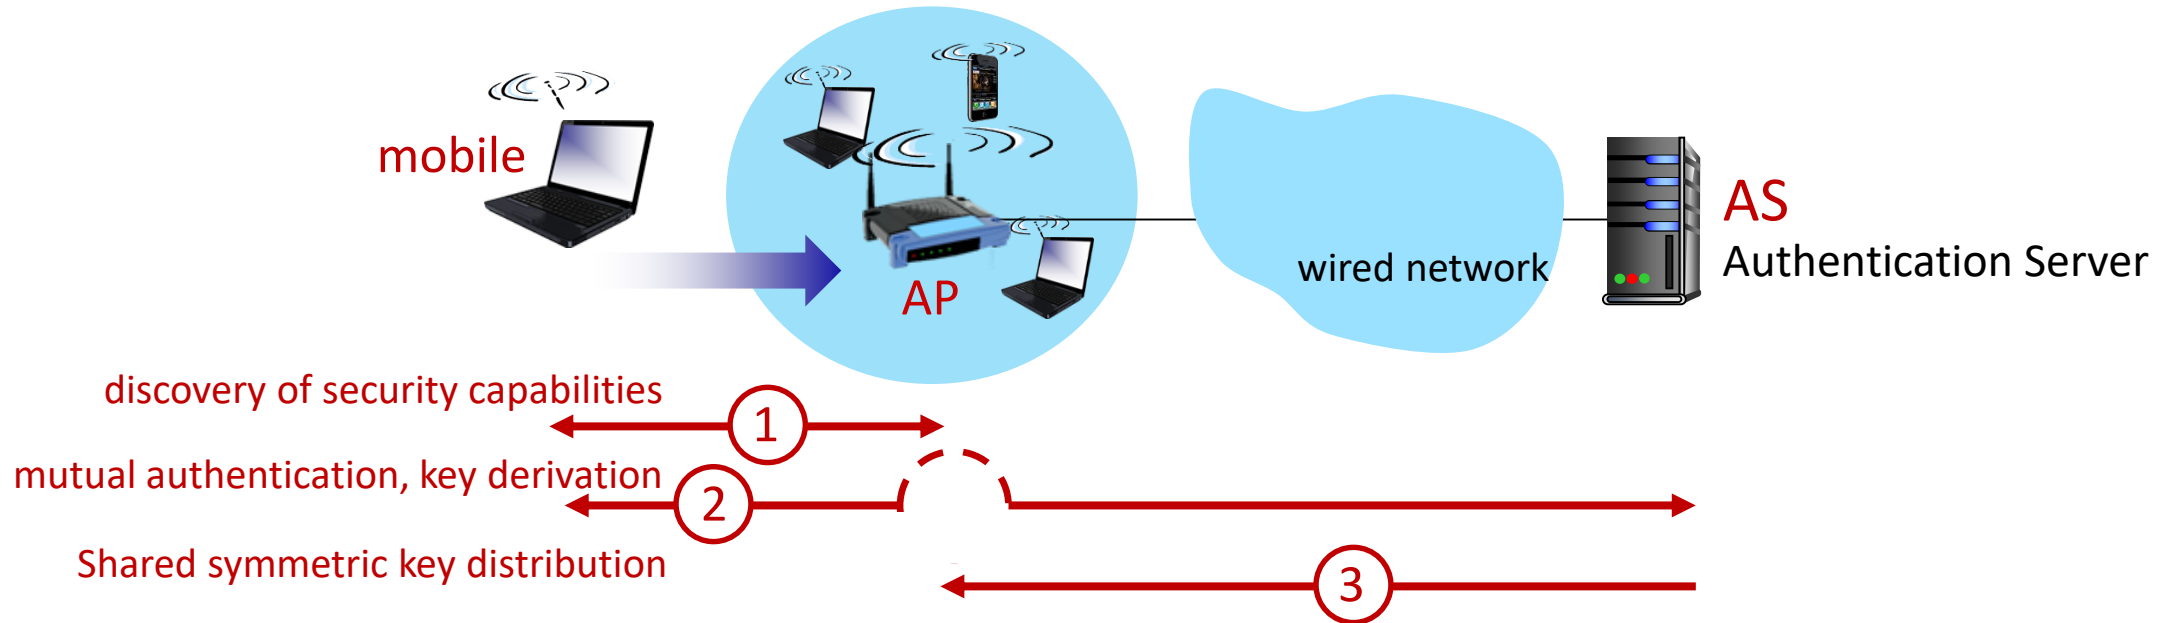 mobile
AP
wired network
AS
Authentication Server
discovery of security capabilities
1
mutual authentication, key derivation
2
Shared symmetric key distribution
3